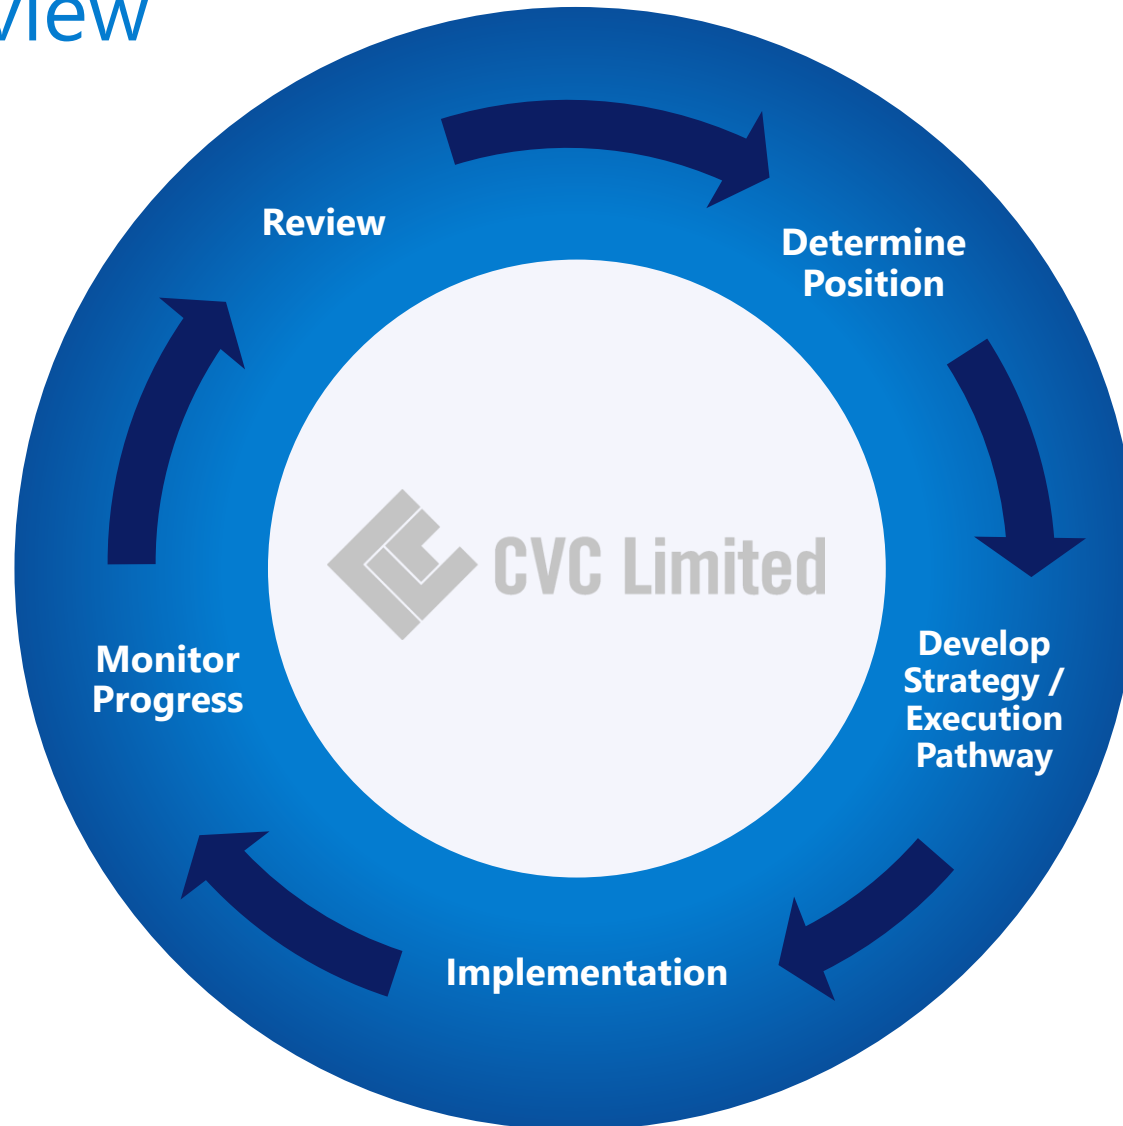 view
Review
Determine
Position
Develop
Strategy /
Execution
Pathway
Implementation
Monitor
Progress
CVC Limited